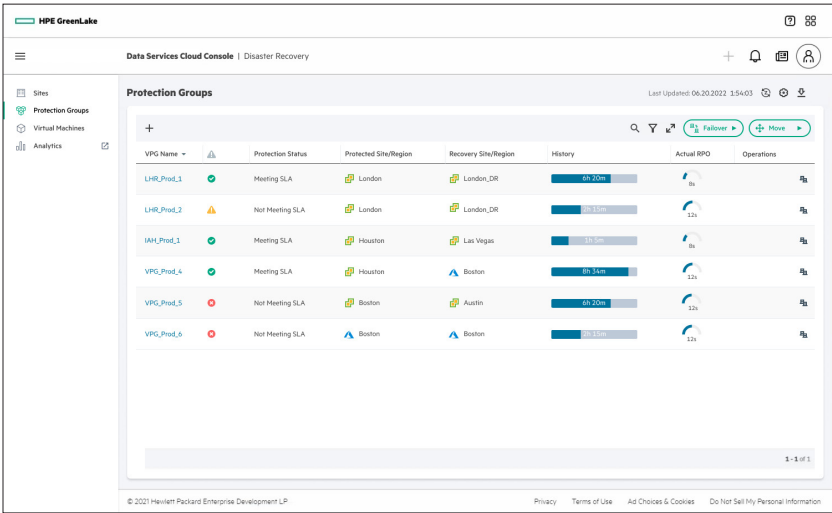 HPE GreenLake
Data Services Cloud Console | Disaster Recovery
Sites
Protection Groups
Virtual Machines
Analytics
Protection Groups
Last Updated: 06.20.2022 1:54:03
Failover
Move
VPG Name Protection Status Protected Site/Region Recovery Site/Region History Actual RPO Operations
LHR_Prod_1 Meeting SLA London London_DR 6h 20m 8s
LHR_Prod_2 Not Meeting SLA London London_DR 2h 15m 12s
IAH_Prod_1 Meeting SLA Houston Las Vegas 1h 5m 8s
VPG_Prod_4 Meeting SLA Houston Boston 8h 34m 12s
VPG_Prod_5 Not Meeting SLA Boston Austin 6h 20m 12s
VPG_Prod_6 Not Meeting SLA Boston Boston 2h 15m 12s
1 - 1 of 1
© 2021 Hewlett Packard Enterprise Development LP Privacy Terms of Use Ad Choices & Cookies Do Not Sell My Personal Information